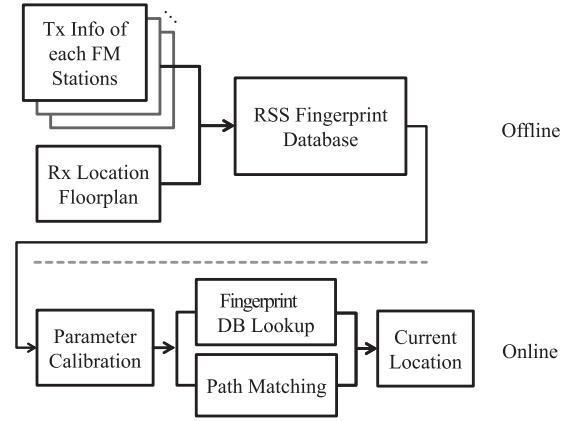 Tx Info of
each FM
Stations
RSS Fingerprint
Database
Offline
Rx Location
Floorplan
Fingerprint
DB Lookup
Parameter
Calibration
Path Matching
Current
Location
Online